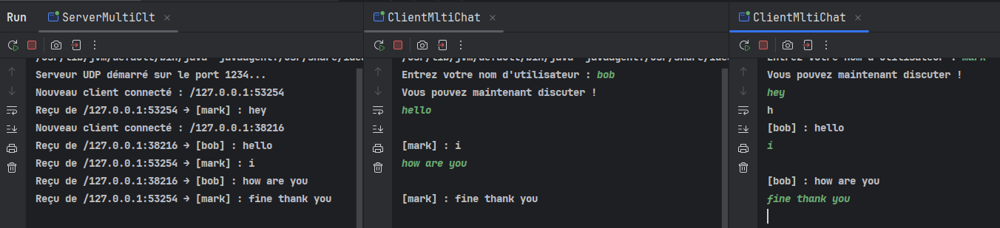 Run
ServerMultiClt
Serveur UDP démarré sur le port 1234...
Nouveau client connecté : /127.0.0.1:53254
Reçu de /127.0.0.1:53254 → [mark] : hey
Nouveau client connecté : /127.0.0.1:38216
Reçu de /127.0.0.1:38216 → [bob] : hello
Reçu de /127.0.0.1:53254 → [mark] : i
Reçu de /127.0.0.1:38216 → [bob] : how are you
Reçu de /127.0.0.1:53254 → [mark] : fine thank you
ClientMltiChat
Entrez votre nom d'utilisateur : bob
Vous pouvez maintenant discuter !
hello
[mark] : i
how are you
[mark] : fine thank you
ClientMltiChat
Entrez votre nom d'utilisateur : mark
Vous pouvez maintenant discuter !
hey
h
[bob] : hello
i
[bob] : how are you
fine thank you